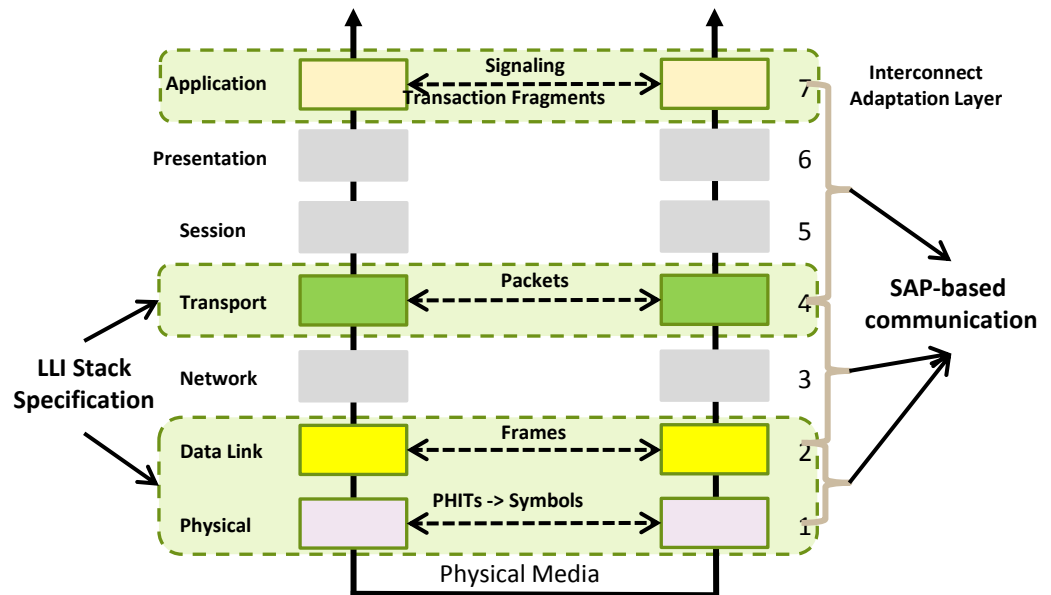 Application
Signaling
Transaction Fragments
7
Interconnect
Adaptation Layer
Presentation
6
Session
5
Transport
Packets
4
SAP-based
communication
LLI Stack
Specification
Network
3
Data Link
Frames
2
Physical
PHITs -> Symbols
1
Physical Media